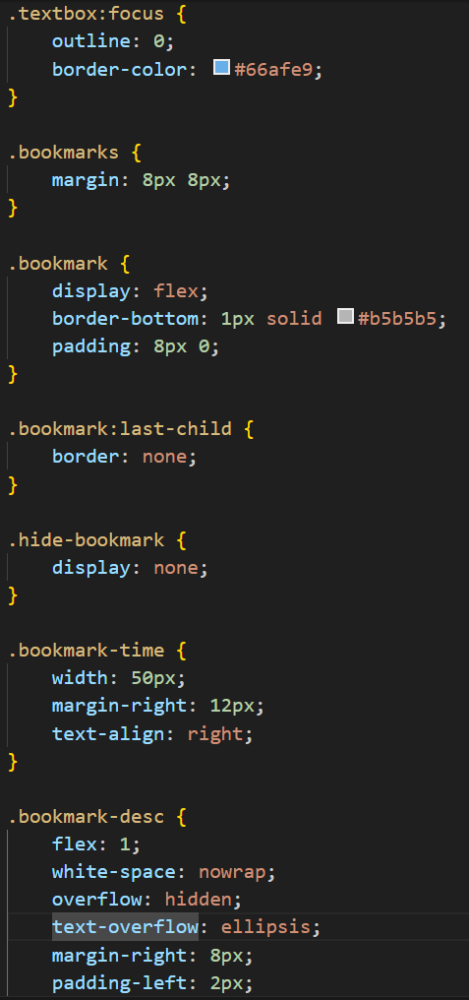 .textbox:focus {
    outline: 0;
    border-color: #66afe9;
}

.bookmarks {
    margin: 8px 8px;
}

.bookmark {
    display: flex;
    border-bottom: 1px solid #b5b5b5;
    padding: 8px 0;
}

.bookmark:last-child {
    border: none;
}

.hide-bookmark {
    display: none;
}

.bookmark-time {
    width: 50px;
    margin-right: 12px;
    text-align: right;
}

.bookmark-desc {
    flex: 1;
    white-space: nowrap;
    overflow: hidden;
    text-overflow: ellipsis;
    margin-right: 8px;
    padding-left: 2px;